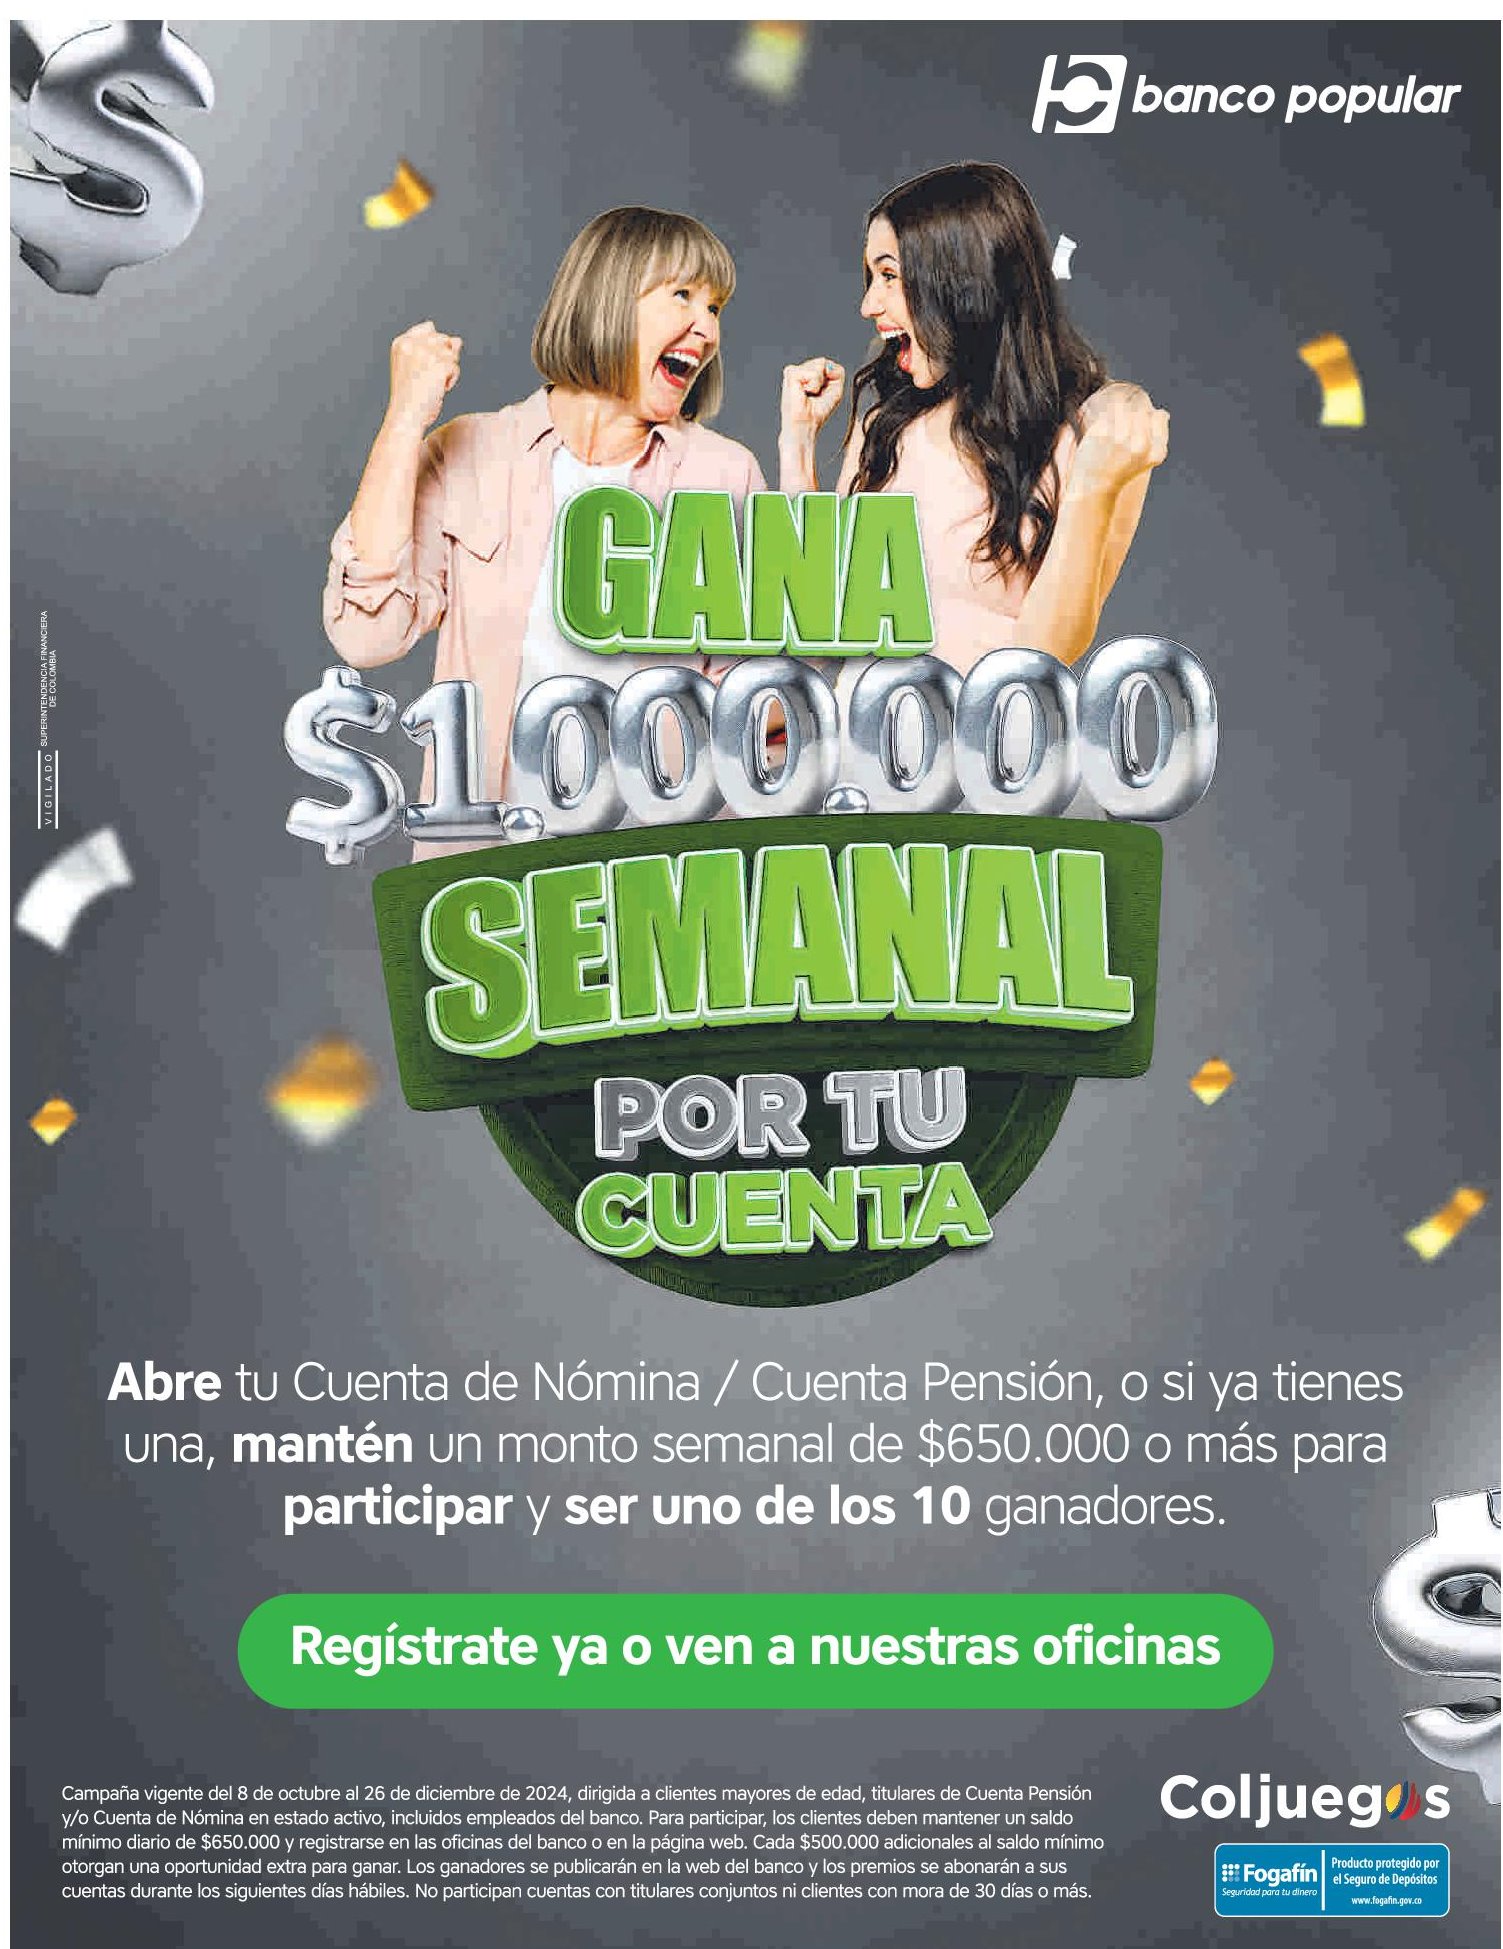 banco popular
GANA
$1.000.000
SEMANAL
POR TU
CUENTA
VIGILADO SUPERINTENDENCIA FINANCIERA
DE COLOMBIA
Abre tu Cuenta de Nómina / Cuenta Pensión, o si ya tienes
una, mantén un monto semanal de $650.000 o más para
participar y ser uno de los 10 ganadores.
Regístrate ya o ven a nuestras oficinas
Campaña vigente del 8 de octubre al 26 de diciembre de 2024, dirigida a clientes mayores de edad, titulares de Cuenta Pensión
y/o Cuenta de Nómina en estado activo, incluidos empleados del banco. Para participar, los clientes deben mantener un saldo
mínimo diario de $650.000 y registrarse en las oficinas del banco o en la página web. Cada $500.000 adicionales al saldo mínimo
otorgan una oportunidad extra para ganar. Los ganadores se publicarán en la web del banco y los premios se abonarán a sus
cuentas durante los siguientes días hábiles. No participan cuentas con titulares conjuntos ni clientes con mora de 30 días o más.
Coljuegos
Fogafín
Seguridad para tu dinero
Producto protegido por
el Seguro de Depósitos
www.fogafin.gov.co